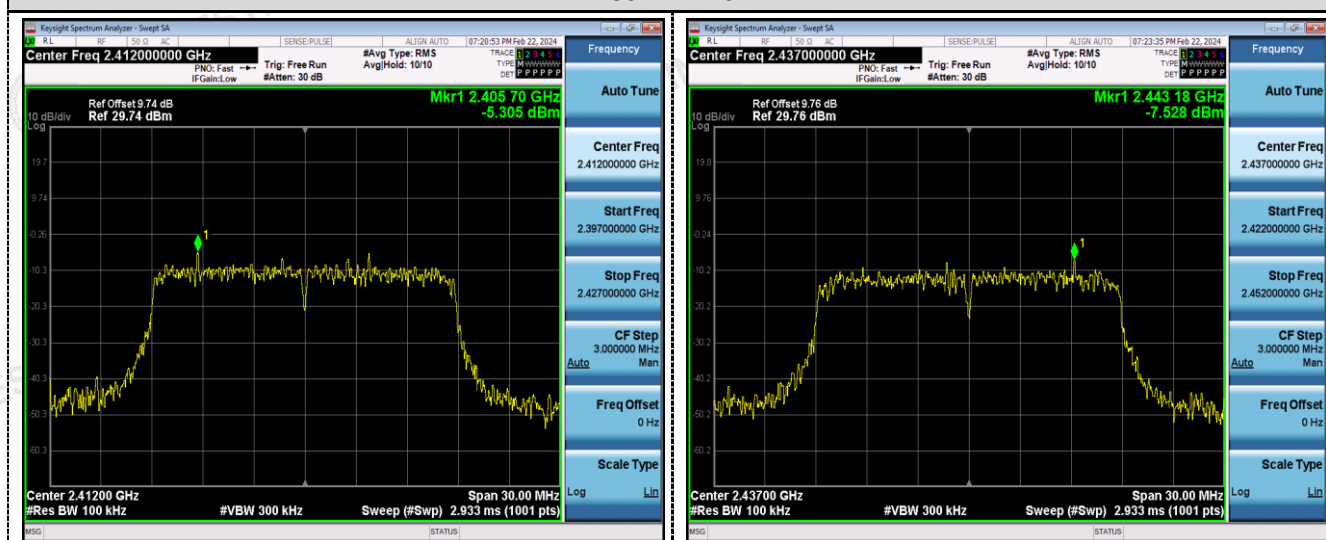 Keysight Spectrum Analyzer - Swept SA
RL RF 50 Ω AC SENSE:PULSE ALIGN AUTO 07:20:53 PM Feb 22, 2024
Center Freq 2.412000000 GHz
PNO: Fast
IFGain:Low
Trig: Free Run
#Atten: 30 dB
#Avg Type: RMS
Avg|Hold: 10/10
TRACE 1 2 3 4 5 6
TYPE M WWWWW
DET P P P P P P
Frequency
Mkr1 2.405 70 GHz
-5.305 dBm
Ref Offset 9.74 dB
10 dB/div Ref 29.74 dBm
Log
19.7
9.74
-0.26
-10.3
-20.3
-30.3
-40.3
-50.3
-60.3
1
Auto Tune
Center Freq
2.412000000 GHz
Start Freq
2.397000000 GHz
Stop Freq
2.427000000 GHz
CF Step
3.000000 MHz
Auto Man
Freq Offset
0 Hz
Scale Type
Log Lin
Center 2.41200 GHz Span 30.00 MHz
#Res BW 100 kHz #VBW 300 kHz Sweep (#Swp) 2.933 ms (1001 pts)
MSG STATUS
Keysight Spectrum Analyzer - Swept SA
RL RF 50 Ω AC SENSE:PULSE ALIGN AUTO 07:23:35 PM Feb 22, 2024
Center Freq 2.437000000 GHz
PNO: Fast
IFGain:Low
Trig: Free Run
#Atten: 30 dB
#Avg Type: RMS
Avg|Hold: 10/10
TRACE 1 2 3 4 5 6
TYPE M WWWWW
DET P P P P P P
Frequency
Mkr1 2.443 18 GHz
-7.528 dBm
Ref Offset 9.76 dB
10 dB/div Ref 29.76 dBm
Log
19.8
9.76
-0.24
-10.2
-20.2
-30.2
-40.2
-50.2
-60.2
1
Auto Tune
Center Freq
2.437000000 GHz
Start Freq
2.422000000 GHz
Stop Freq
2.452000000 GHz
CF Step
3.000000 MHz
Auto Man
Freq Offset
0 Hz
Scale Type
Log Lin
Center 2.43700 GHz Span 30.00 MHz
#Res BW 100 kHz #VBW 300 kHz Sweep (#Swp) 2.933 ms (1001 pts)
MSG STATUS